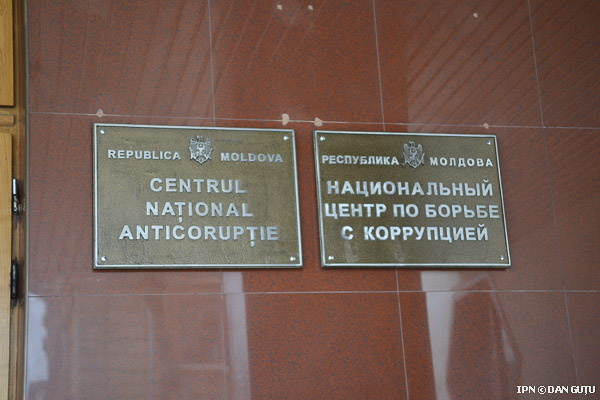 REPUBLICA MOLDOVA
CENTRUL
NAȚIONAL
ANTICORUPȚIE
РЕСПУБЛИКА МОЛДОВА
НАЦИОНАЛЬНЫЙ
ЦЕНТР ПО БОРЬБЕ
С КОРРУПЦИЕЙ
IPN © DAN GUȚU